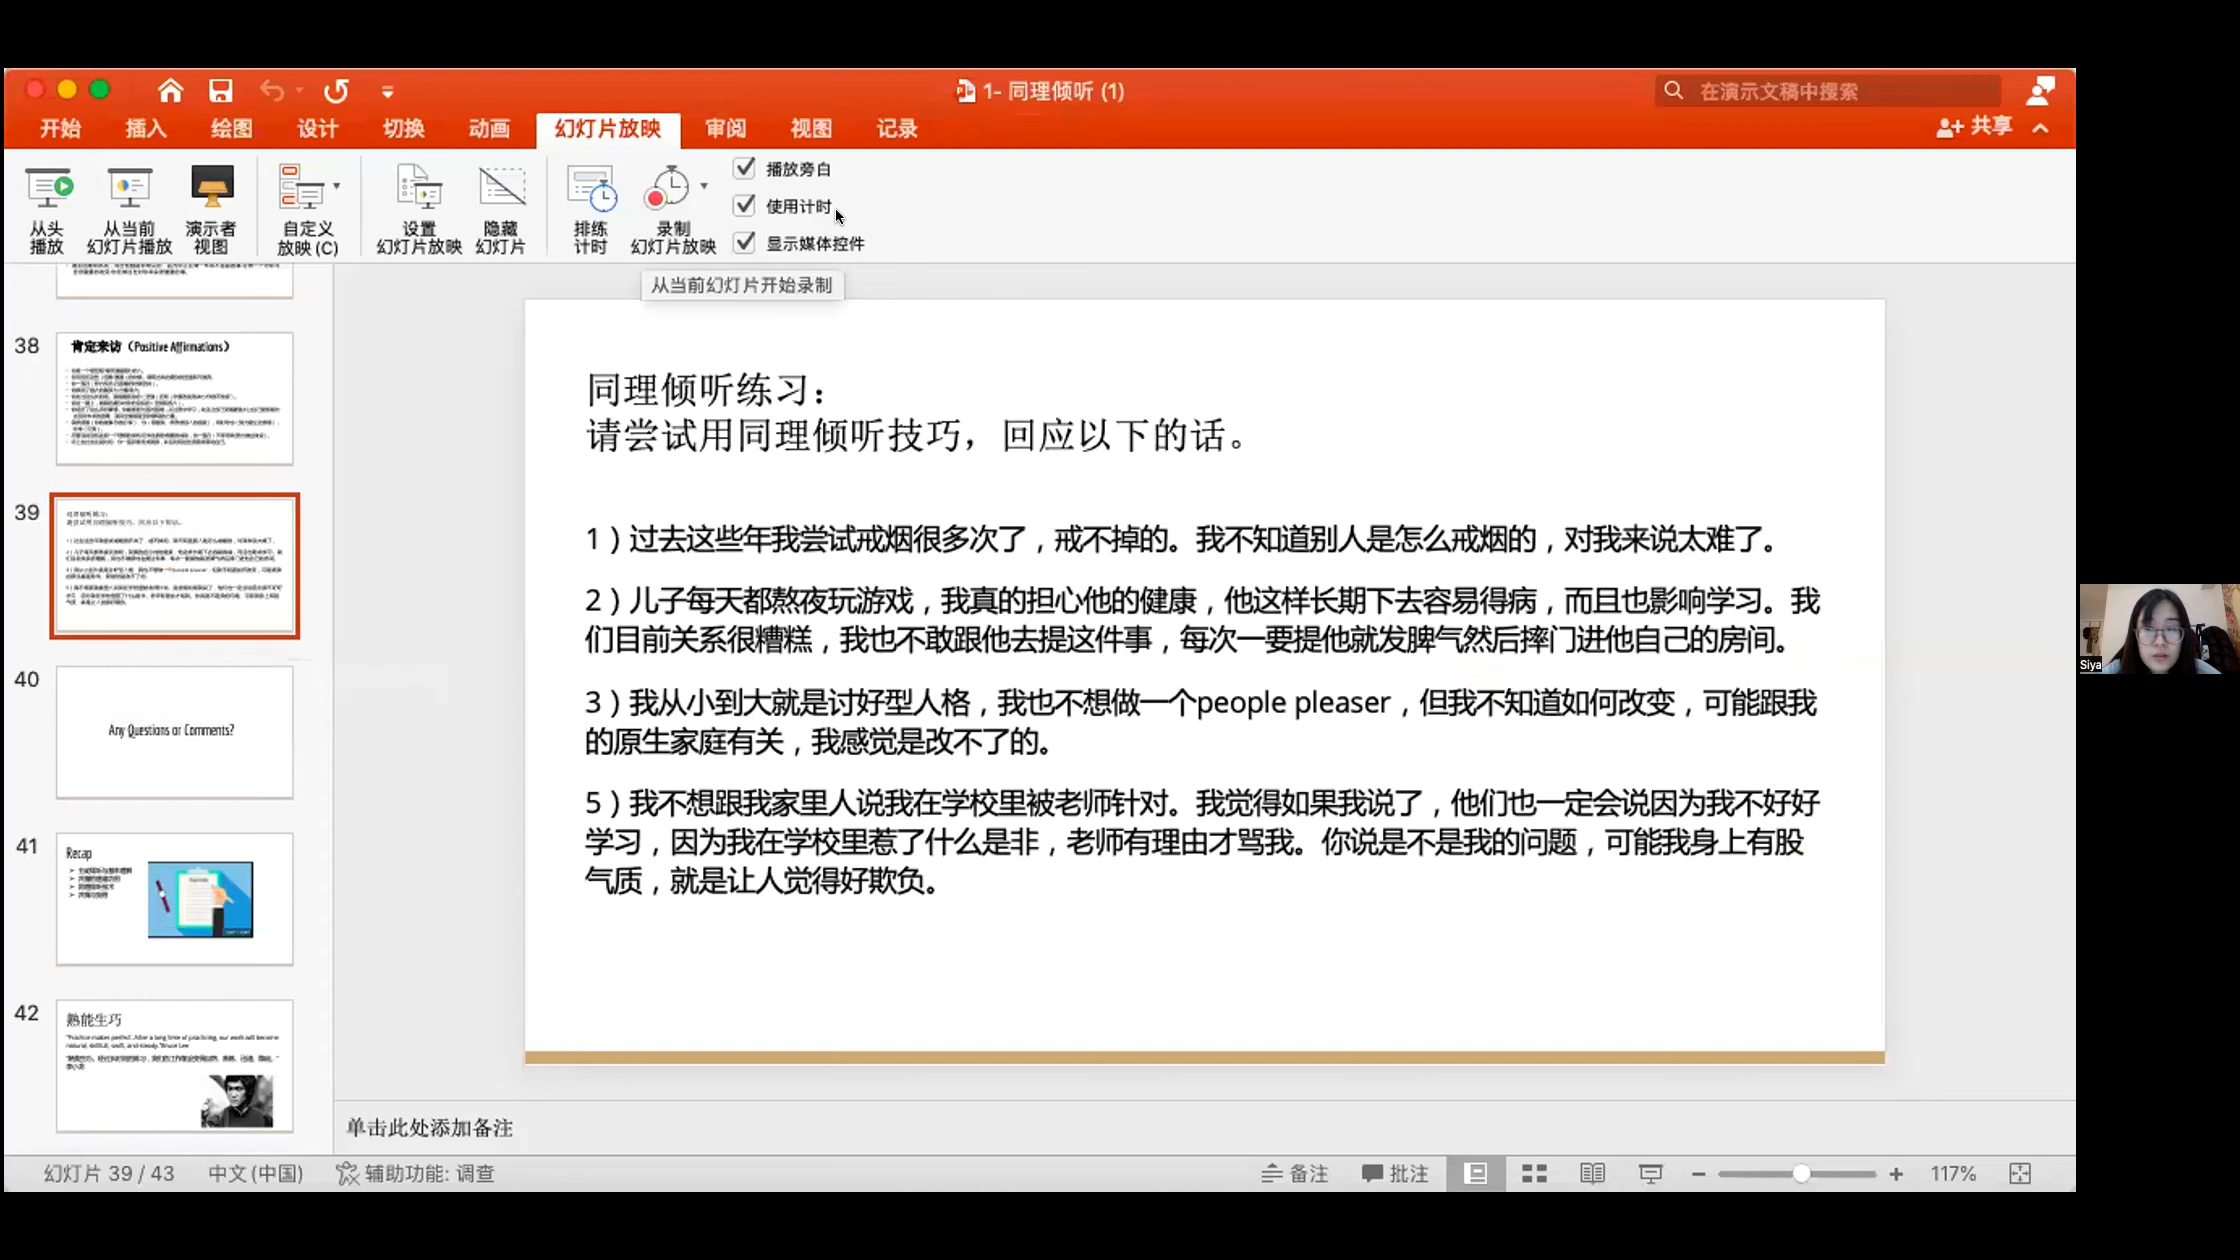 1- 同理倾听 (1)
在演示文稿中搜索
开始 插入 绘图 设计 切换 动画 幻灯片放映 审阅 视图 记录
共享
从头
播放
从当前
幻灯片播放
演示者
视图
自定义
放映 (C)
设置
幻灯片放映
隐藏
幻灯片
排练
计时
录制
幻灯片放映
播放旁白
使用计时
显示媒体控件
从当前幻灯片开始录制
38
肯定来访（Positive Affirmations）
39
40
Any Questions or Comments?
41
Recap
42
熟能生巧
同理倾听练习：
请尝试用同理倾听技巧，回应以下的话。
1）过去这些年我尝试戒烟很多次了，戒不掉的。我不知道别人是怎么戒烟的，对我来说太难了。
2）儿子每天都熬夜玩游戏，我真的担心他的健康，他这样长期下去容易得病，而且也影响学习。我
们目前关系很糟糕，我也不敢跟他去提这件事，每次一要提他就发脾气然后摔门进他自己的房间。
3）我从小到大就是讨好型人格，我也不想做一个people pleaser，但我不知道如何改变，可能跟我
的原生家庭有关，我感觉是改不了的。
5）我不想跟我家里人说我在学校里被老师针对。我觉得如果我说了，他们也一定会说因为我不好好
学习，因为我在学校里惹了什么是非，老师有理由才骂我。你说是不是我的问题，可能我身上有股
气质，就是让人觉得好欺负。
Siya
单击此处添加备注
幻灯片 39 / 43 中文 (中国) 辅助功能: 调查
备注 批注 117%